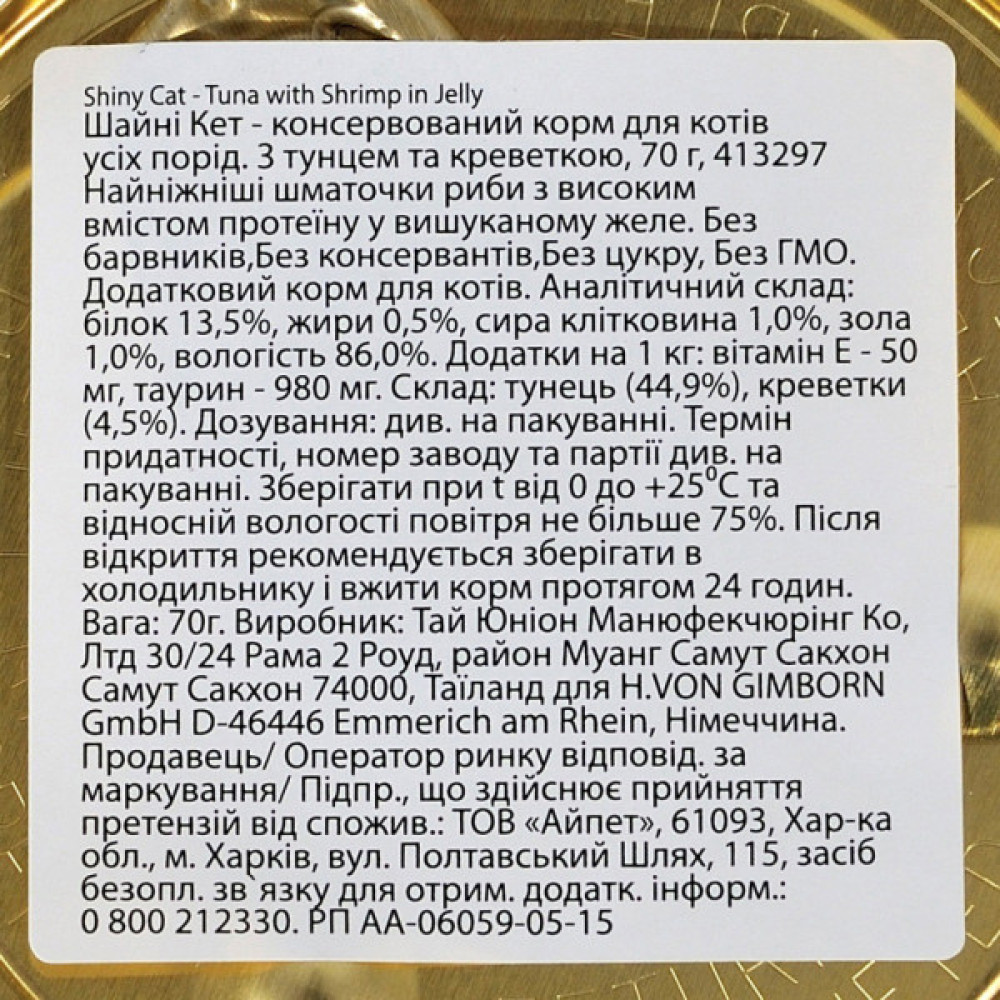 Shiny Cat - Tuna with Shrimp in Jelly
Шайні Кет - консервований корм для котів
усіх порід. З тунцем та креветкою, 70 г, 413297
Найніжніші шматочки риби з високим
вмістом протеїну у вишуканому желе. Без
барвників,Без консервантів,Без цукру, Без ГМО.
Додатковий корм для котів. Аналітичний склад:
білок 13,5%, жири 0,5%, сира клітковина 1,0%, зола
1,0%, вологість 86,0%. Додатки на 1 кг: вітамін Е - 50
мг, таурин - 980 мг. Склад: тунець (44,9%), креветки
(4,5%). Дозування: див. на пакуванні. Термін
придатності, номер заводу та партії див. на
пакуванні. Зберігати при t від 0 до +25⁰С та
відносній вологості повітря не більше 75%. Після
відкриття рекомендується зберігати в
холодильнику і вжити корм протягом 24 годин.
Вага: 70г. Виробник: Тай Юніон Манюфекчюрінг Ко,
Лтд 30/24 Рама 2 Роуд, район Муанг Самут Сакхон
Самут Сакхон 74000, Таїланд для H.VON GIMBORN
GmbH D-46446 Emmerich am Rhein, Німеччина.
Продавець/ Оператор ринку відповід. за
маркування/ Підпр., що здійснює прийняття
претензій від спожив.: ТОВ «Айпет», 61093, Хар-ка
обл., м. Харків, вул. Полтавський Шлях, 115, засіб
безопл. зв`язку для отрим. додатк. інформ.:
0 800 212330. РП АА-06059-05-15